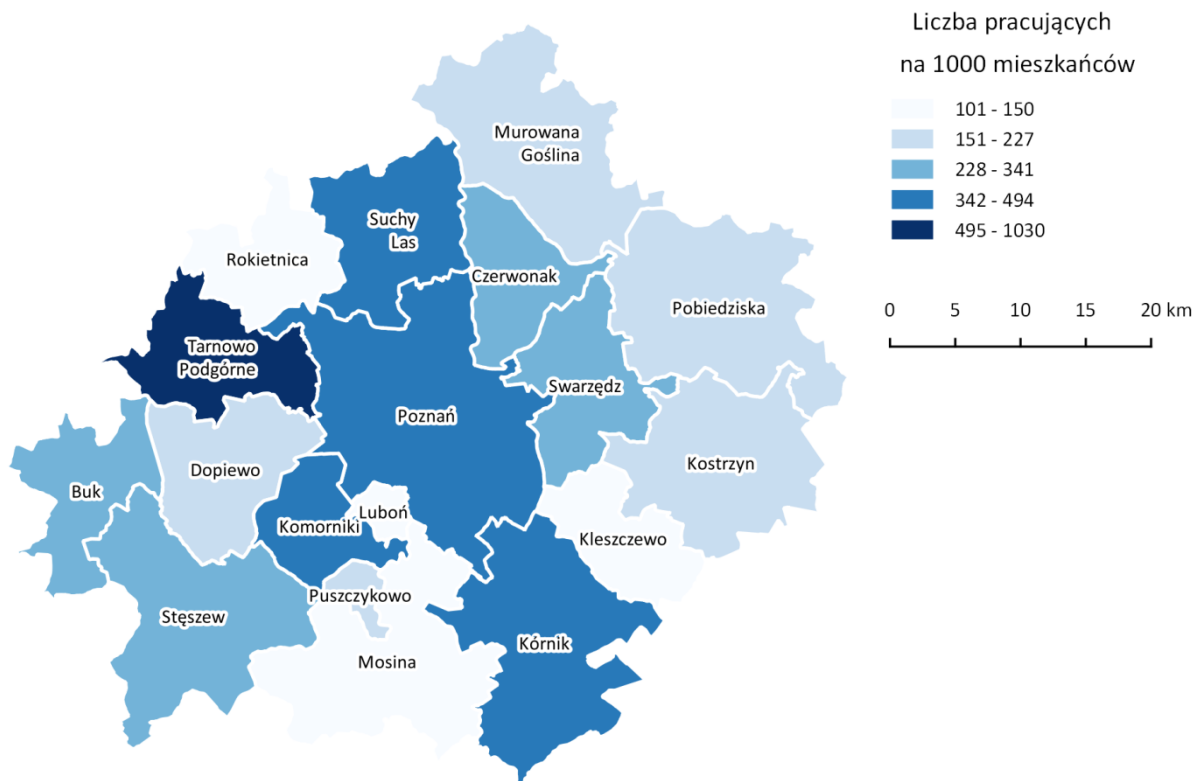 Liczba pracujących
na 1000 mieszkańców
101 - 150
151 - 227
228 - 341
342 - 494
495 - 1030
0 5 10 15 20 km
Murowana
Goślina
Suchy
Las
Rokietnica
Czerwonak
Pobiedziska
Tarnowo
Podgórne
Swarzędz
Poznań
Kostrzyn
Dopiewo
Buk
Luboń
Komorniki
Kleszczewo
Puszczykowo
Stęszew
Kórnik
Mosina